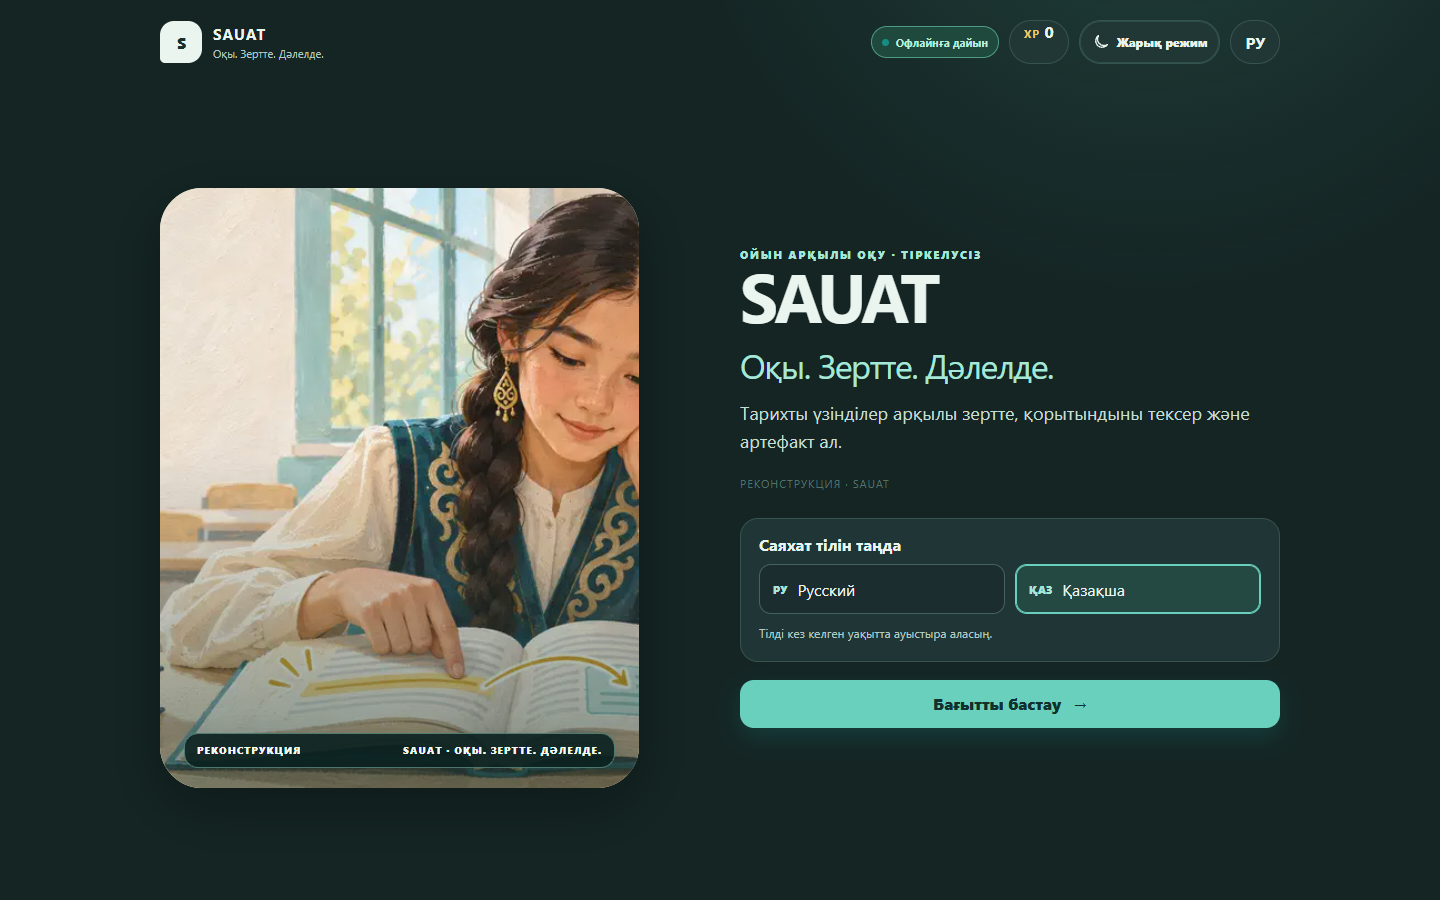 S
SAUAT
Оқы. Зертте. Дәлелде.
Офлайнға дайын
XP 0
Жарық режим
РУ
ОЙЫН АРҚЫЛЫ ОҚУ · ТІРКЕЛУСІЗ
SAUAT
Оқы. Зертте. Дәлелде.
Тарихты үзінділер арқылы зертте, қорытындыны тексер және
артефакт ал.
РЕКОНСТРУКЦИЯ · SAUAT
Саяхат тілін таңда
РУ Русский
ҚАЗ Қазақша
Тілді кез келген уақытта ауыстыра аласың.
Бағытты бастау →
РЕКОНСТРУКЦИЯ
SAUAT · ОҚЫ. ЗЕРТТЕ. ДӘЛЕЛДЕ.